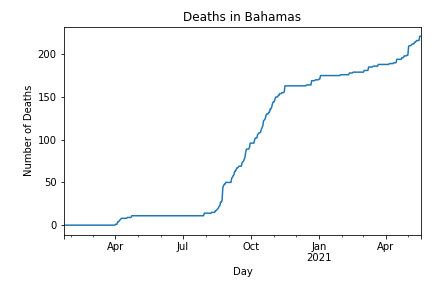 Deaths in Bahamas
Number of Deaths
200
150
100
50
0
Apr
Jul
Oct
Jan
2021
Apr
Day